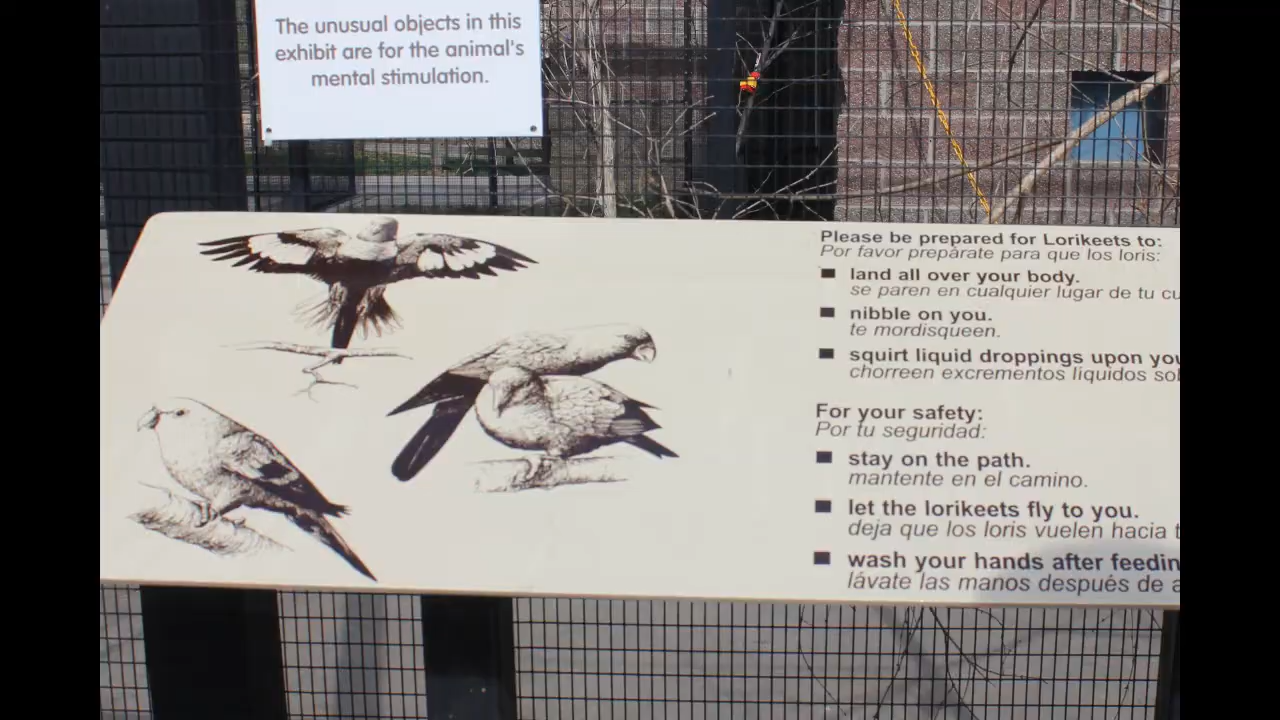 The unusual objects in this
exhibit are for the animal's
mental stimulation.
Please be prepared for Lorikeets to:
Por favor prepárate para que los loris:
land all over your body.
se paren en cualquier lugar de tu
nibble on you.
te mordisqueen.
squirt liquid droppings upon
chorreen excrementos líquidos
For your safety:
Por tu seguridad:
stay on the path.
mantente en el camino.
let the lorikeets fly to you.
deja que los loris vuelen hacia
wash your hands after
lávate las manos después de